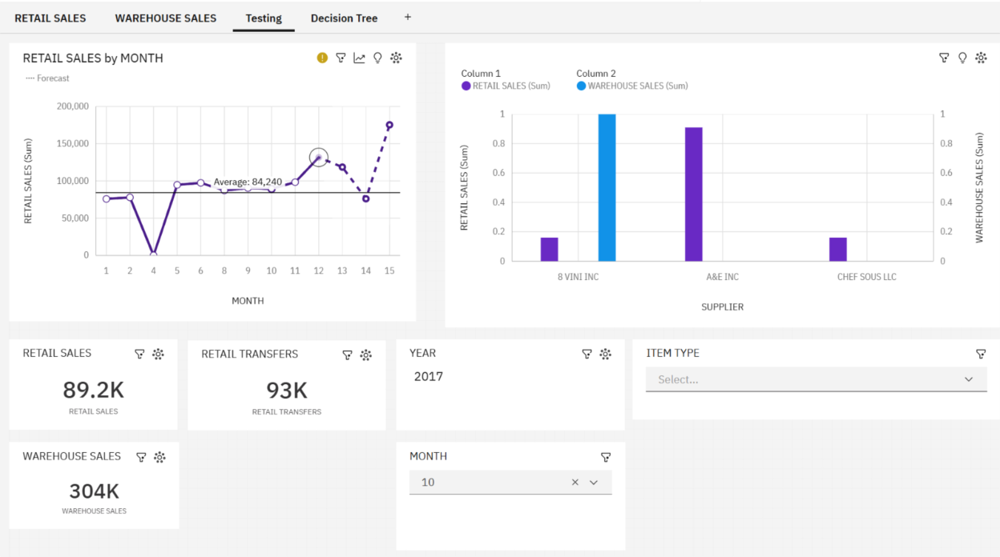 RETAIL SALES WAREHOUSE SALES Testing Decision Tree +
RETAIL SALES by MONTH
Forecast
200,000
150,000
100,000
50,000
0
RETAIL SALES (Sum)
Average: 84,240
1 2 4 5 6 8 9 10 11 12 13 14 15
MONTH
Column 1
RETAIL SALES (Sum)
Column 2
WAREHOUSE SALES (Sum)
1
0.8
0.6
0.4
0.2
0
RETAIL SALES (Sum)
1
0.8
0.6
0.4
0.2
0
WAREHOUSE SALES (Sum)
8 VINI INC A&E INC CHEF SOUS LLC
SUPPLIER
RETAIL SALES
89.2K
RETAIL SALES
RETAIL TRANSFERS
93K
RETAIL TRANSFERS
YEAR
2017
ITEM TYPE
Select...
WAREHOUSE SALES
304K
WAREHOUSE SALES
MONTH
10